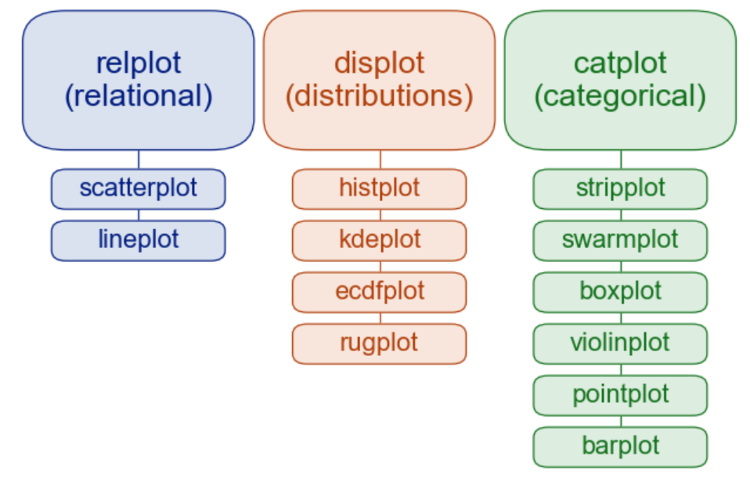 relplot
(relational)
scatterplot
lineplot
displot
(distributions)
histplot
kdeplot
ecdfplot
rugplot
catplot
(categorical)
stripplot
swarmplot
boxplot
violinplot
pointplot
barplot